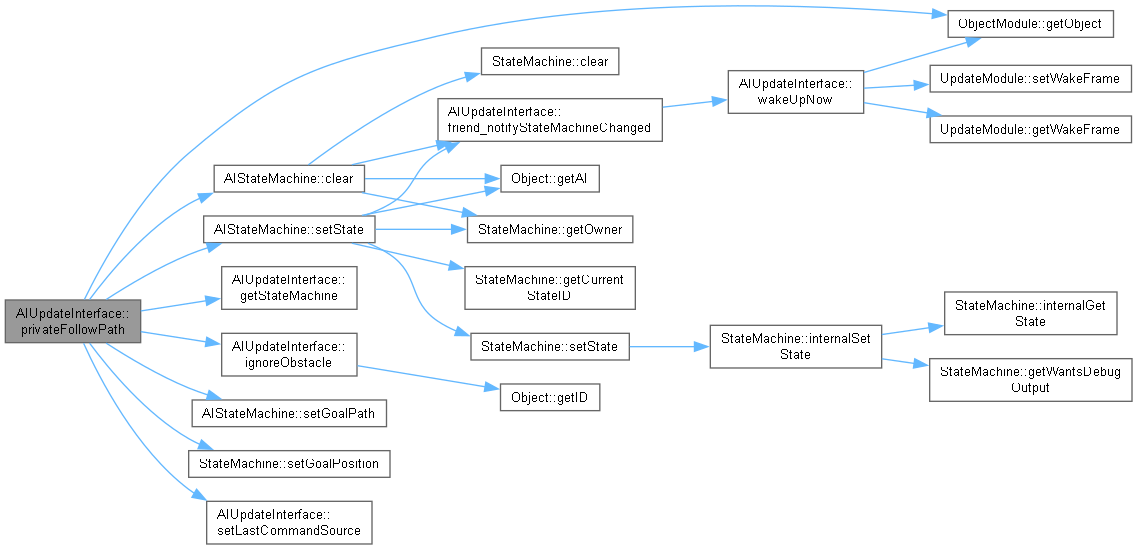 ObjectModule::getObject
StateMachine::clear
UpdateModule::setWakeFrame
AIUpdateInterface::
wakeUpNow
AIUpdateInterface::
friend_notifyStateMachineChanged
UpdateModule::getWakeFrame
AIStateMachine::clear
Object::getAI
AIStateMachine::setState
StateMachine::getOwner
AIUpdateInterface::
getStateMachine
StateMachine::getCurrent
StateID
AIUpdateInterface::
privateFollowPath
StateMachine::internalGet
State
AIUpdateInterface::
ignoreObstacle
StateMachine::setState
StateMachine::internalSet
State
StateMachine::getWantsDebug
Output
Object::getID
AIStateMachine::setGoalPath
StateMachine::setGoalPosition
AIUpdateInterface::
setLastCommandSource